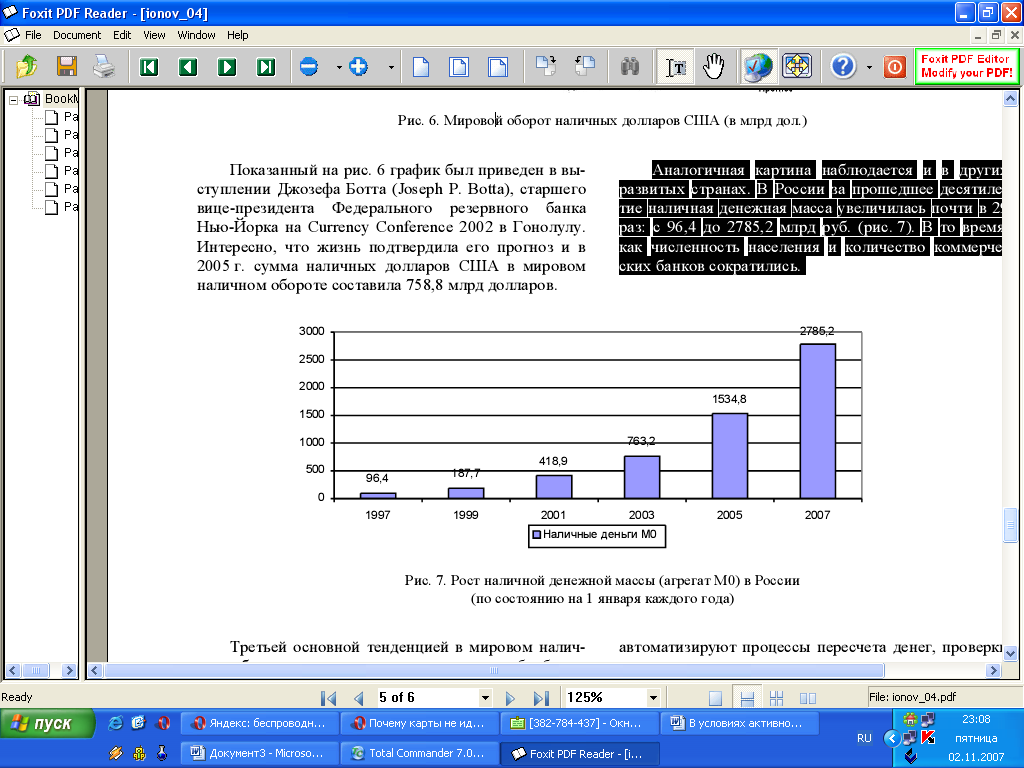 Foxit PDF Reader - [ionov_04]
File Document Edit View Window Help
Foxit PDF Editor
Modify your PDF!
Bookм
Pa
Pa
Pa
Pa
Pa
Pa
Рис. 6. Мировой оборот наличных долларов США (в млрд дол.)
Показанный на рис. 6 график был приведен в вы-
ступлении Джозефа Ботта (Joseph P. Botta), старшего
вице-президента Федерального резервного банка
Нью-Йорка на Currency Conference 2002 в Гонолулу.
Интересно, что жизнь подтвердила его прогноз и в
2005 г. сумма наличных долларов США в мировом
наличном обороте составила 758,8 млрд долларов.
Аналогичная картина наблюдается и в других
развитых странах. В России за прошедшее десятиле
тие наличная денежная масса увеличилась почти в 29
раз: с 96,4 до 2785,2 млрд руб. (рис. 7). В то время
как численность населения и количество коммерче
ских банков сократились.
3000
2500
2000
1500
1000
500
0
96,4
187,7
418,9
763,2
1534,8
2785,2
1997 1999 2001 2003 2005 2007
Наличные деньги М0
Рис. 7. Рост наличной денежной массы (агрегат М0) в России
(по состоянию на 1 января каждого года)
Третьей основной тенденцией в мировом налич-
автоматизируют процессы пересчета денег, проверки
Ready
5 of 6
125%
File: ionov_04.pdf
пуск
Яндекс: беспроводн...
Почему карты не ид...
[382-784-437] - Окн...
В условиях активно...
Документ3 - Microso...
Total Commander 7.0...
Foxit PDF Reader - [i...
RU
23:08
пятница
02.11.2007